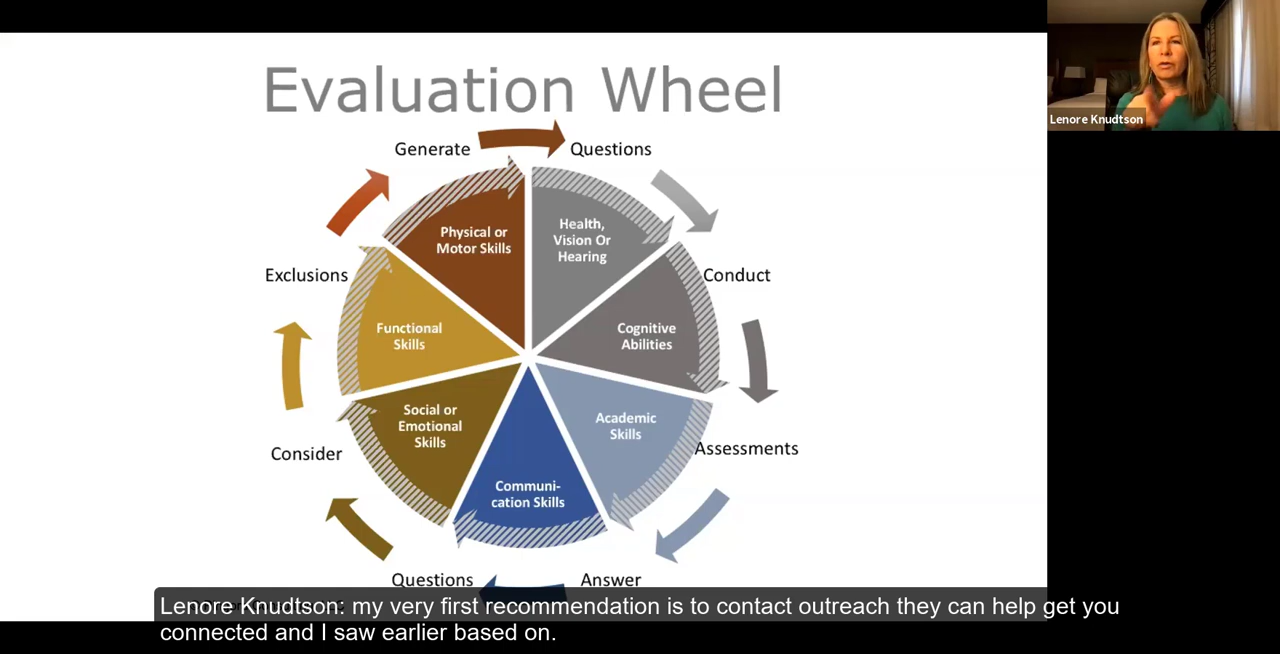 Evaluation Wheel
Lenore Knudtson
Generate
Questions
Physical or
Motor Skills
Health,
Vision Or
Hearing
Exclusions
Conduct
Functional
Skills
Cognitive
Abilities
Social or
Emotional
Skills
Academic
Skills
Consider
Assessments
Communi-
cation Skills
Questions
Answer
Lenore Knudtson: my very first recommendation is to contact outreach they can help get you
connected and I saw earlier based on.